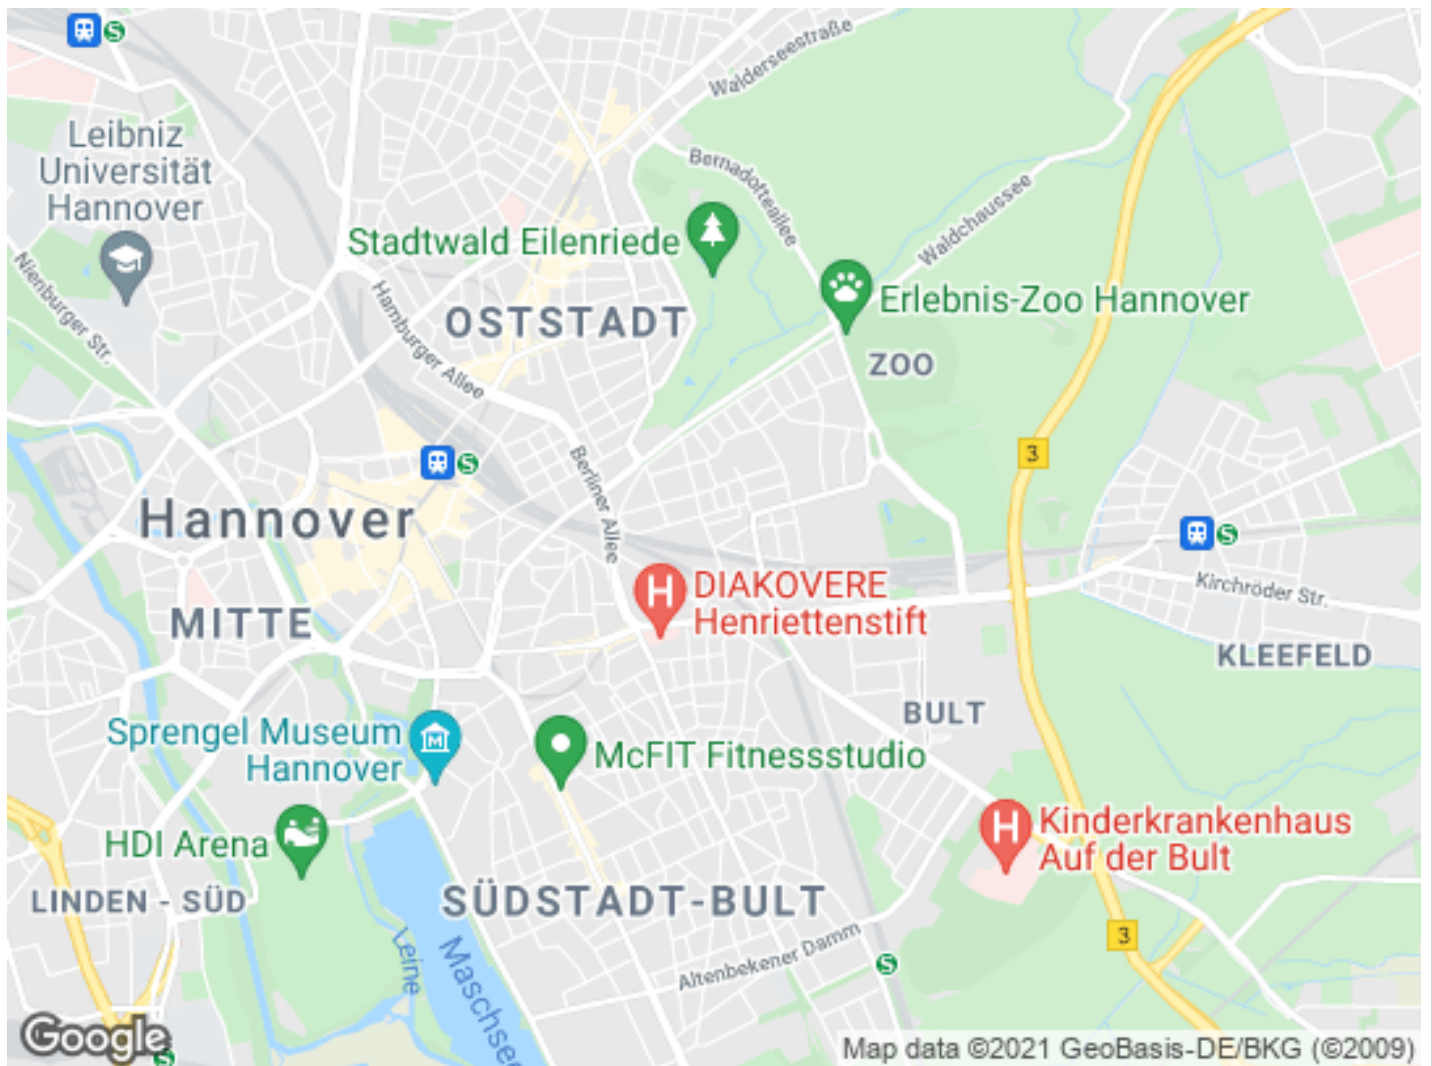 S
Walderseestraße
Leibniz
Universität
Hannover
Bernadotteallee
Waldchaussee
Stadtwald Eilenriede
Nienburger Str.
Hamburger Allee
Erlebnis-Zoo Hannover
OSTSTADT
ZOO
3
S
Berliner Allee
Hannover
S
Kirchröder Str.
DIAKOVERE
Henriettenstift
MITTE
KLEEFELD
BULT
Sprengel Museum
Hannover
McFIT Fitnessstudio
HDI Arena
Kinderkrankenhaus
Auf der Bult
LINDEN - SÜD
SÜDSTADT-BULT
3
Leine
Maschsee
Altenbekener Damm
S
Google
S
Map data ©2021 GeoBasis-DE/BKG (©2009)